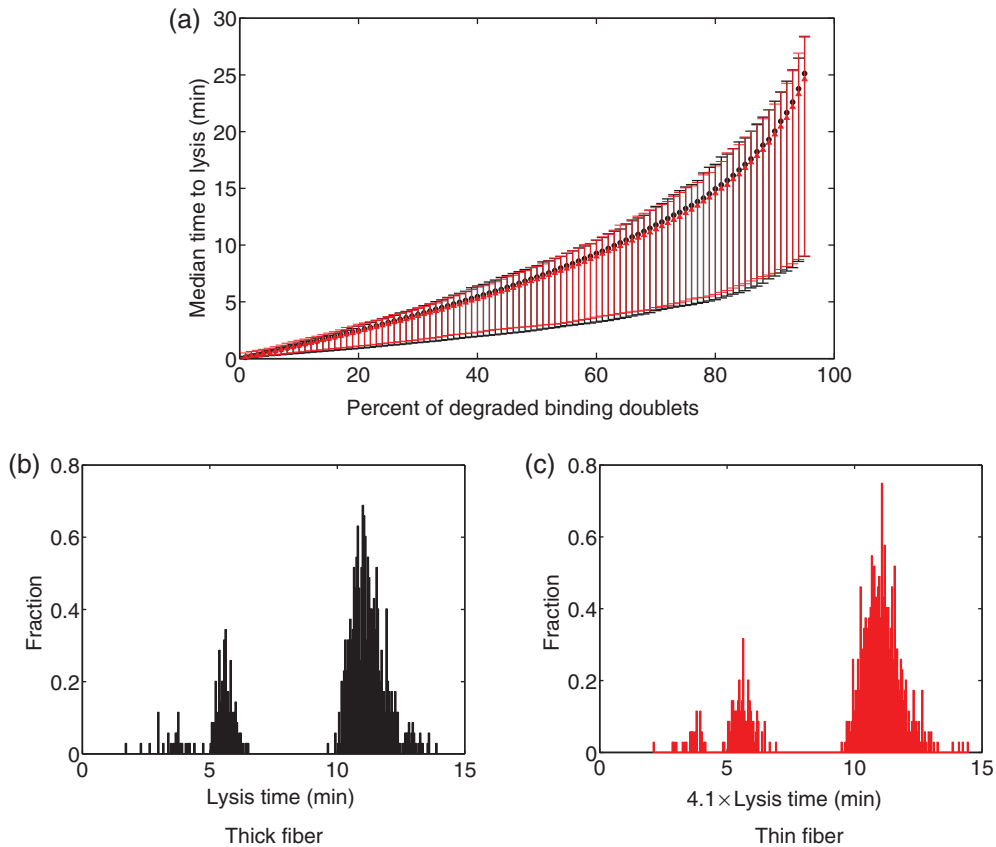 (a)
30
25
20
15
10
5
0
Median time to lysis (min)
0 20 40 60 80 100
Percent of degraded binding doublets
(b)
0.8
0.6
0.4
0.2
0
Fraction
0 5 10 15
Lysis time (min)
Thick fiber
(c)
0.8
0.6
0.4
0.2
0
Fraction
0 5 10 15
4.1×Lysis time (min)
Thin fiber